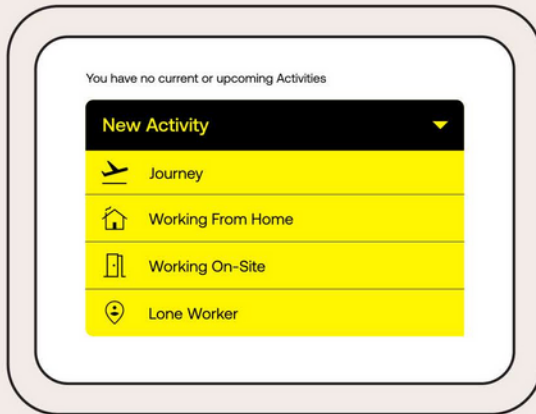 You have no current or upcoming Activities
New Activity
Journey
Working From Home
Working On-Site
Lone Worker